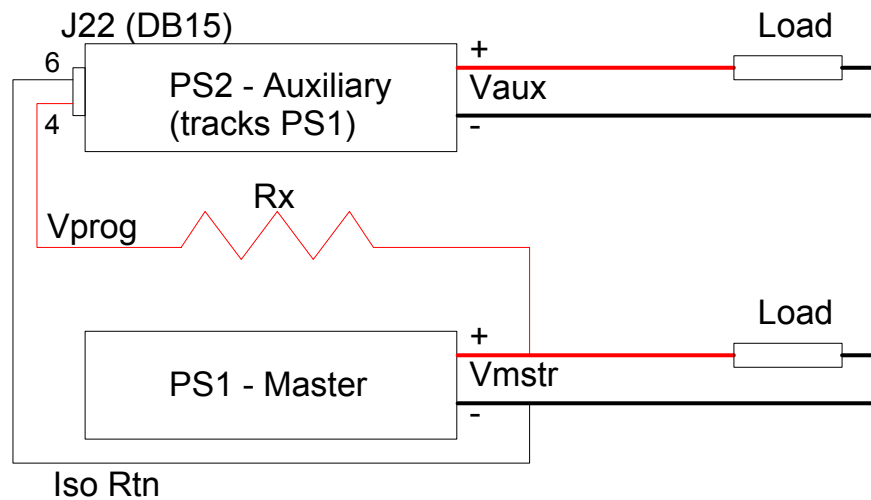 J22 (DB15)
6
4
PS2 - Auxiliary
(tracks PS1)
+
Vaux
-
Load
Rx
Vprog
PS1 - Master
+
Vmstr
-
Load
Iso Rtn